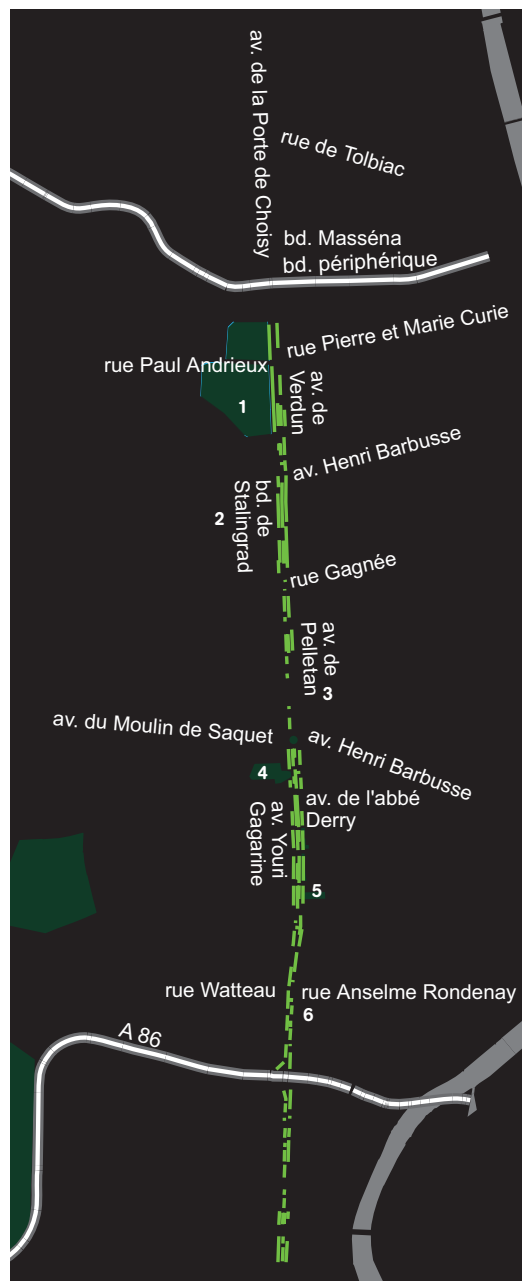 av. de la Porte de Choisy
rue de Tolbiac
bd. Masséna
bd. périphérique
rue Pierre et Marie Curie
rue Paul Andrieux
av. de
Verdun
1
av. Henri Barbusse
bd. de
Stalingrad
2
rue Gagnée
av. de
Pelletan
3
av. du Moulin de Saquet
av. Henri Barbusse
4
av. de l'abbé
Derry
av. Youri
Gagarine
5
rue Watteau
rue Anselme Rondenay
6
A 86